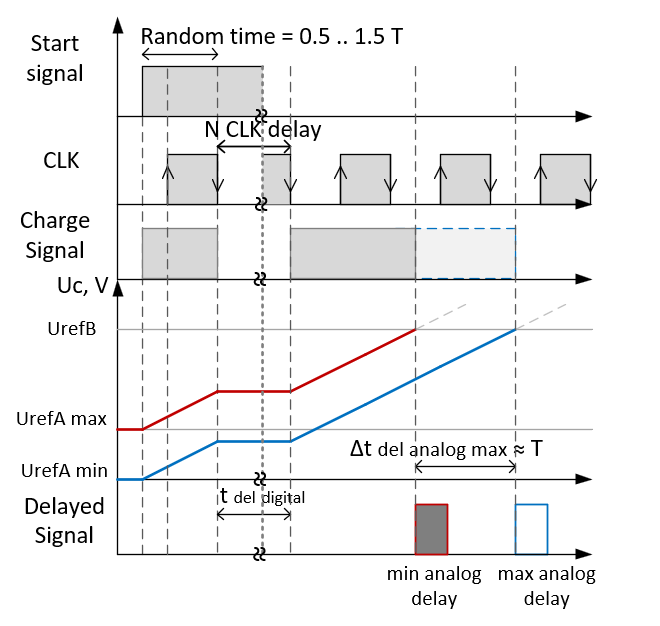 Random time = 0.5 .. 1.5 T
Start
signal
N CLK delay
CLK
Charge
Signal
Uc, V
UrefB
UrefA max
Δt del analog max ≈ T
UrefA min
t del digital
Delayed
Signal
min analog
delay
max analog
delay